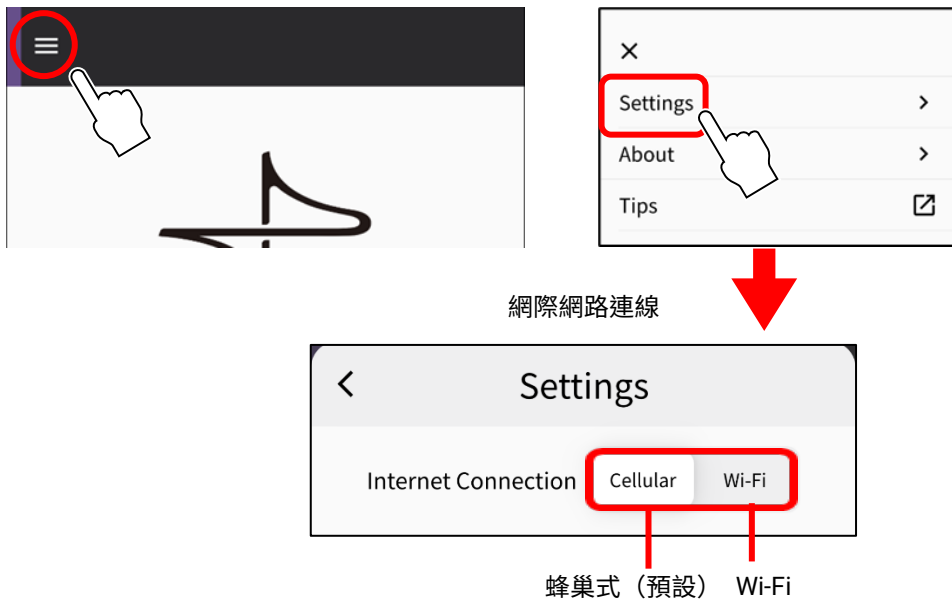 Settings
About
Tips
網際網路連線
Settings
Internet Connection Cellular Wi-Fi
蜂巢式（預設） Wi-Fi